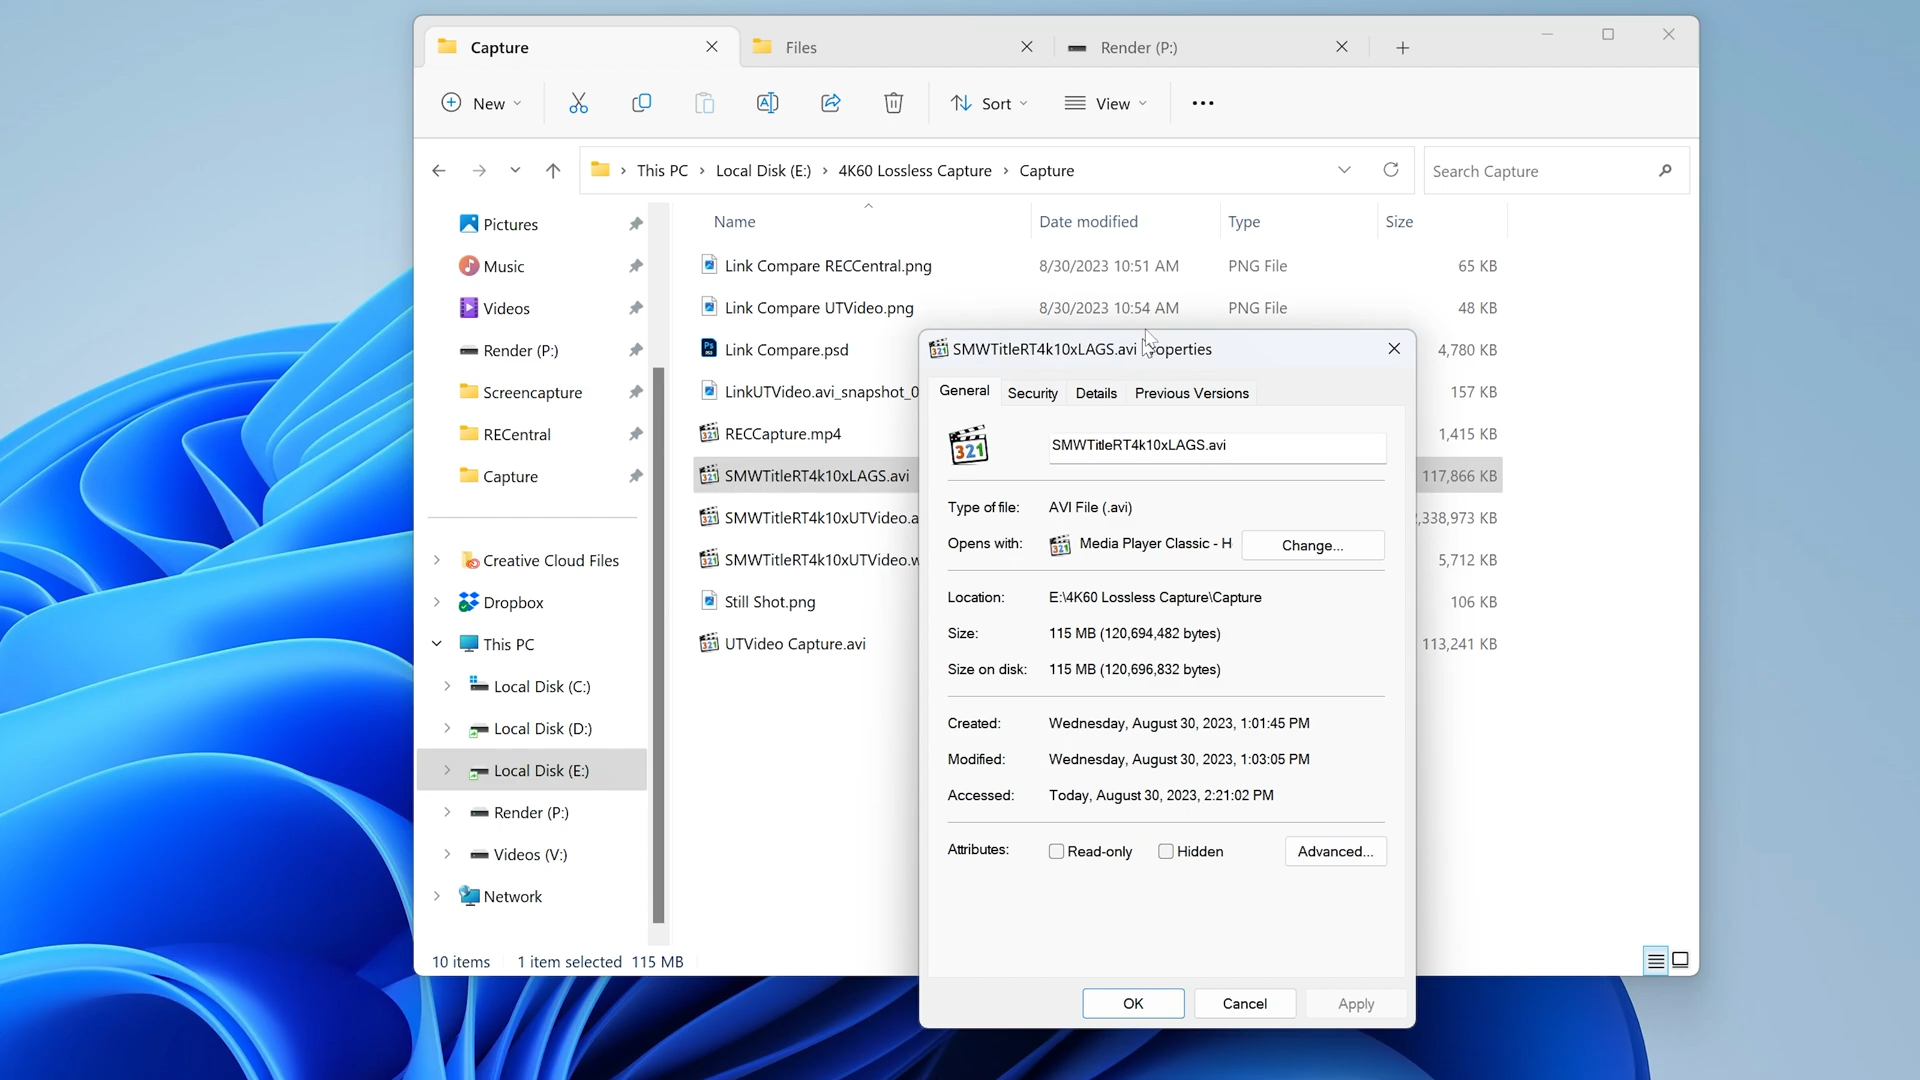 Capture
Files
Render (P:)
New
Sort
View
This PC > Local Disk (E:) > 4K60 Lossless Capture > Capture
Search Capture
Pictures
Music
Videos
Render (P:)
Screencapture
RECentral
Capture
Creative Cloud Files
Dropbox
This PC
Local Disk (C:)
Local Disk (D:)
Local Disk (E:)
Render (P:)
Videos (V:)
Network
Name Date modified Type Size
Link Compare RECCentral.png 8/30/2023 10:51 AM PNG File 65 KB
Link Compare UTVideo.png 8/30/2023 10:54 AM PNG File 48 KB
Link Compare.psd 4,780 KB
LinkUTVideo.avi_snapshot_0 157 KB
RECCapture.mp4 1,415 KB
SMWTitleRT4k10xLAGS.avi 117,866 KB
SMWTitleRT4k10xUTVideo.a ,338,973 KB
SMWTitleRT4k10xUTVideo.w 5,712 KB
Still Shot.png 106 KB
UTVideo Capture.avi 113,241 KB
10 items 1 item selected 115 MB
SMWTitleRT4k10xLAGS.avi operties
General Security Details Previous Versions
321 SMWTitleRT4k10xLAGS.avi
Type of file: AVI File (.avi)
Opens with: Media Player Classic - H Change...
Location: E:\4K60 Lossless Capture\Capture
Size: 115 MB (120,694,482 bytes)
Size on disk: 115 MB (120,696,832 bytes)
Created: Wednesday, August 30, 2023, 1:01:45 PM
Modified: Wednesday, August 30, 2023, 1:03:05 PM
Accessed: Today, August 30, 2023, 2:21:02 PM
Attributes: Read-only Hidden Advanced...
OK Cancel Apply